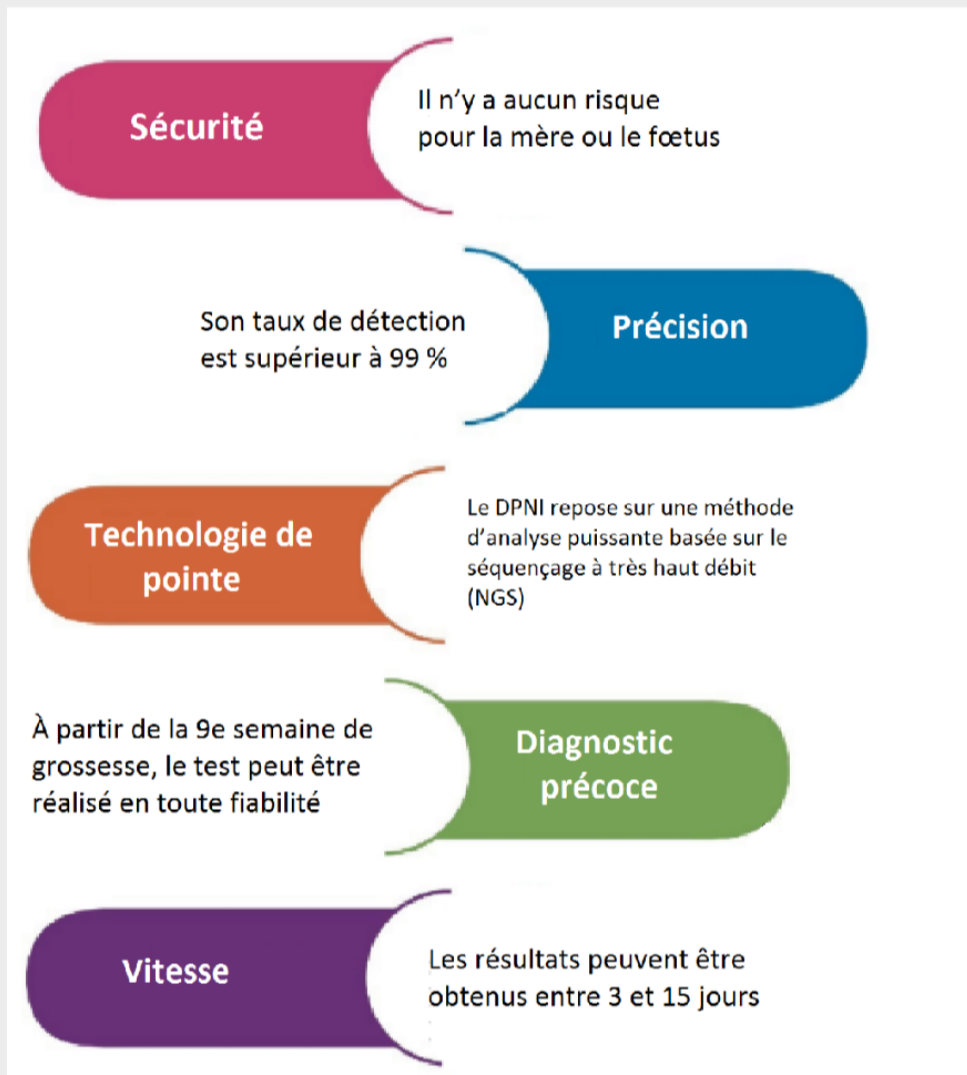 Sécurité
Il n’y a aucun risque
pour la mère ou le fœtus
Son taux de détection
est supérieur à 99 %
Précision
Technologie de
pointe
Le DPNI repose sur une méthode
d’analyse puissante basée sur le
séquençage à très haut débit
(NGS)
À partir de la 9e semaine de
grossesse, le test peut être
réalisé en toute fiabilité
Diagnostic
précoce
Vitesse
Les résultats peuvent être
obtenus entre 3 et 15 jours